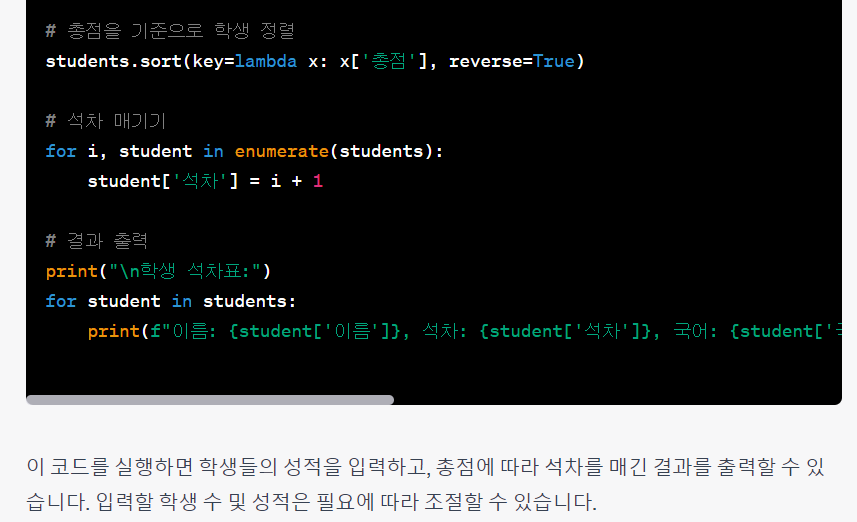 # 총점을 기준으로 학생 정렬
students.sort(key=lambda x: x['총점'], reverse=True)
# 석차 매기기
for i, student in enumerate(students):
    student['석차'] = i + 1
# 결과 출력
print("\n학생 석차표:")
for student in students:
    print(f"이름: {student['이름']}, 석차: {student['석차']}, 국어: {student['
이 코드를 실행하면 학생들의 성적을 입력하고, 총점에 따라 석차를 매긴 결과를 출력할 수 있
습니다. 입력할 학생 수 및 성적은 필요에 따라 조절할 수 있습니다.